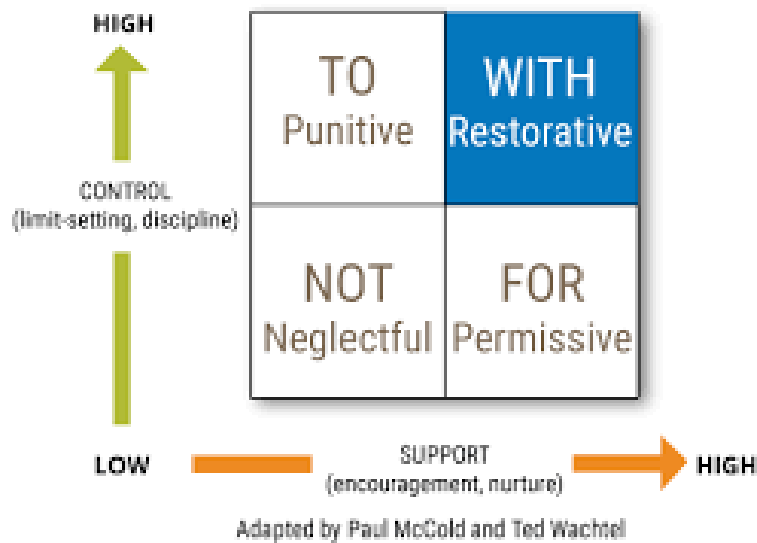 HIGH
TO
Punitive
WITH
Restorative
CONTROL
(limit-setting, discipline)
NOT
Neglectful
FOR
Permissive
LOW
SUPPORT
(encouragement, nurture)
HIGH
Adapted by Paul McCold and Ted Wachtel